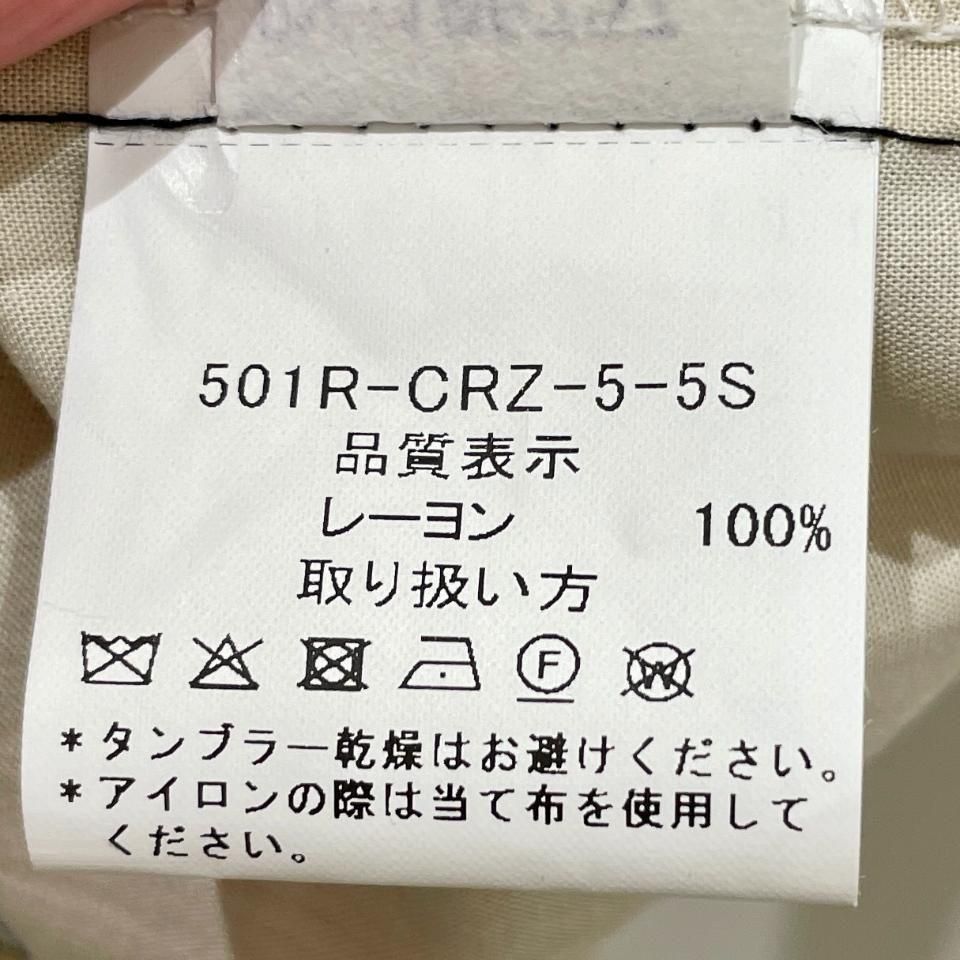 501R-CRZ-5-5S
品質表示
レーヨン 100%
取り扱い方
F W
*タンブラー乾燥はお避けください。
*アイロンの際は当て布を使用して
ください。